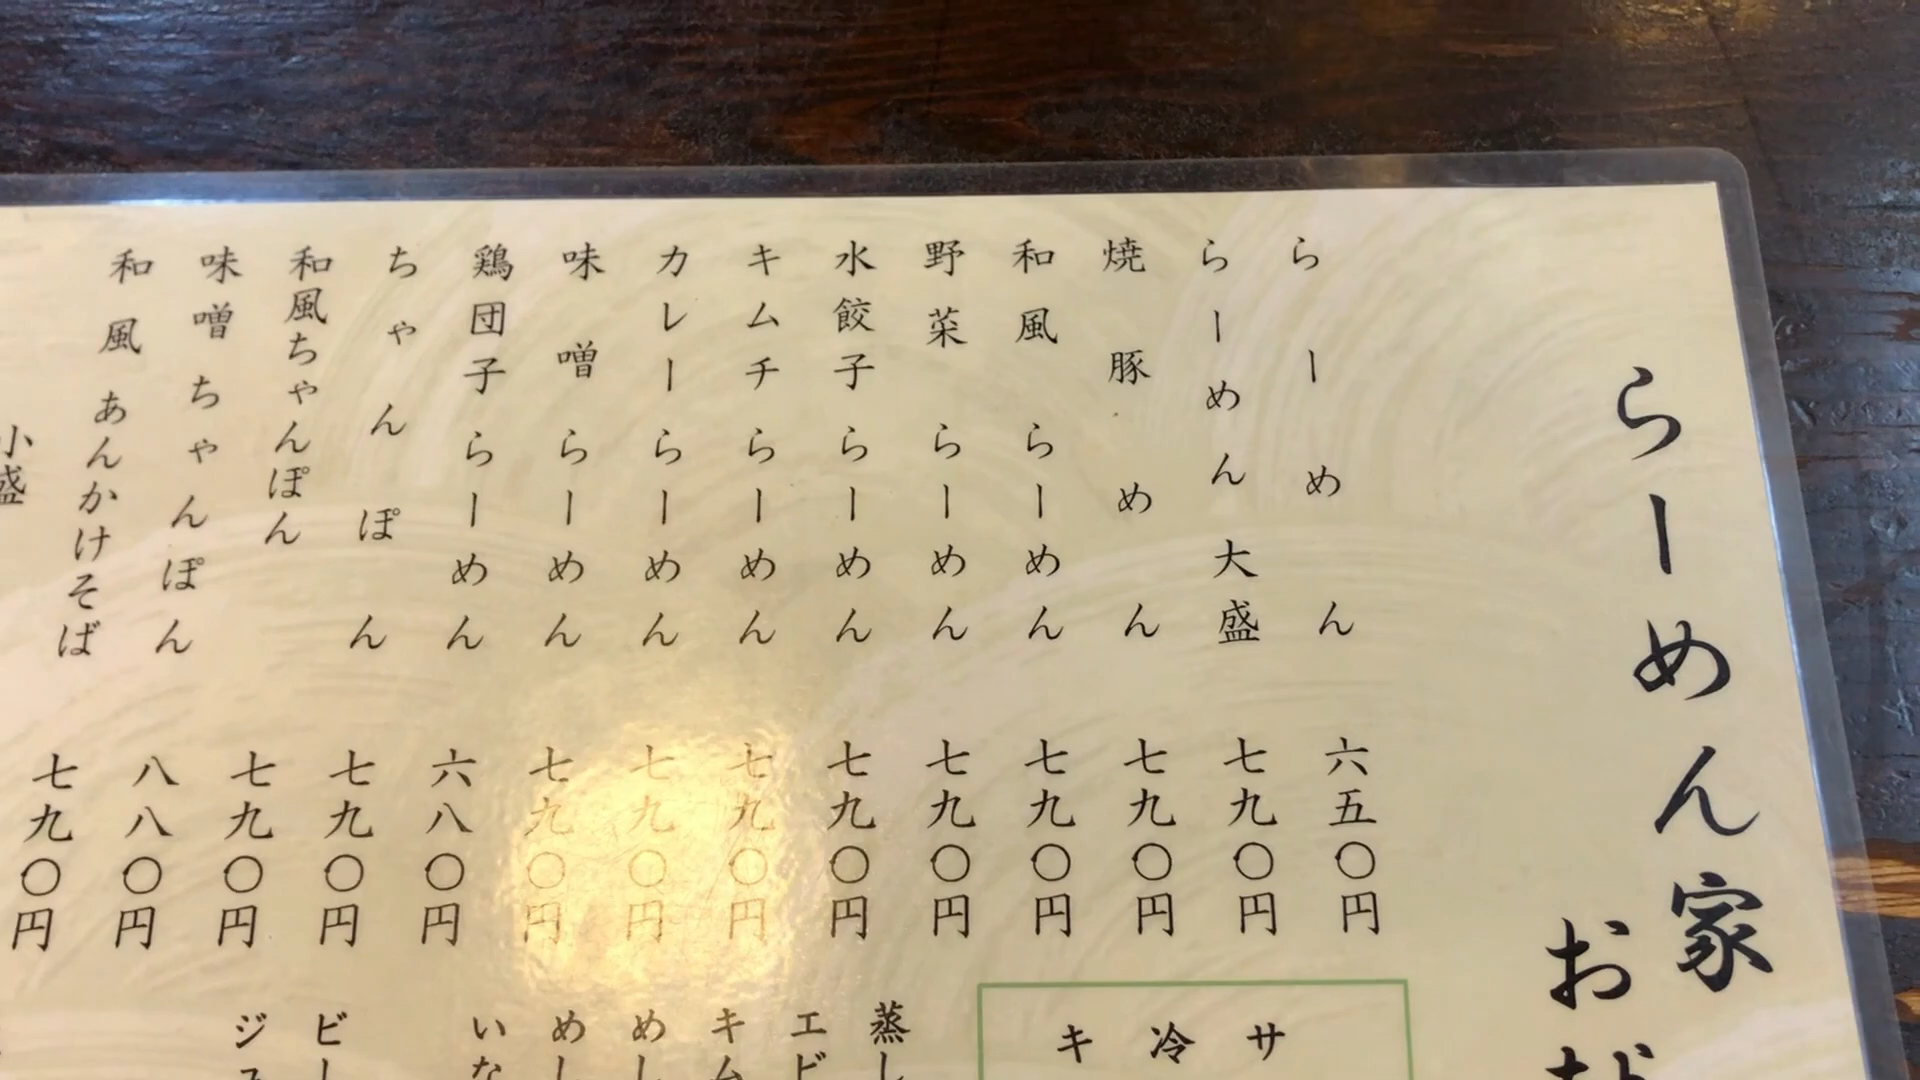 らーめん家
お
らーめん 六五〇円
らーめん大盛 七九〇円
焼豚めん 七九〇円
和風らーめん 七九〇円
野菜らーめん 七九〇円
水餃子らーめん 七九〇円
キムチらーめん 七九〇円
カレーらーめん 七九〇円
味噌らーめん 七九〇円
鶏団子らーめん 六八〇円
ちゃんぽん 七九〇円
和風ちゃんぽん 七九〇円
味噌ちゃんぽん 八八〇円
和風あんかけそば 七九〇円
小盛
サ
冷
キ
蒸し
エビ
キム
めし
めし
いな
ビー
ジュ